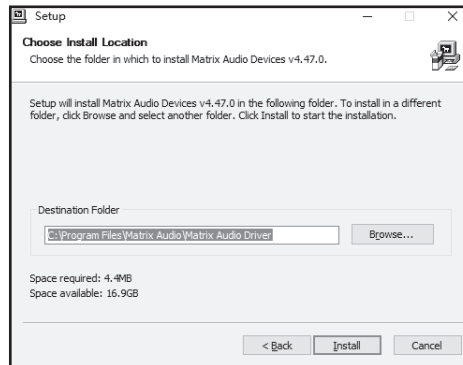 Setup
Choose Install Location
Choose the folder in which to install Matrix Audio Devices v4.47.0.
Setup will install Matrix Audio Devices v4.47.0 in the following folder. To install in a different
folder, click Browse and select another folder. Click Install to start the installation.
Destination Folder
C:\Program Files\Matrix Audio\Matrix Audio Driver
Browse...
Space required: 4.4MB
Space available: 16.9GB
< Back Install Cancel